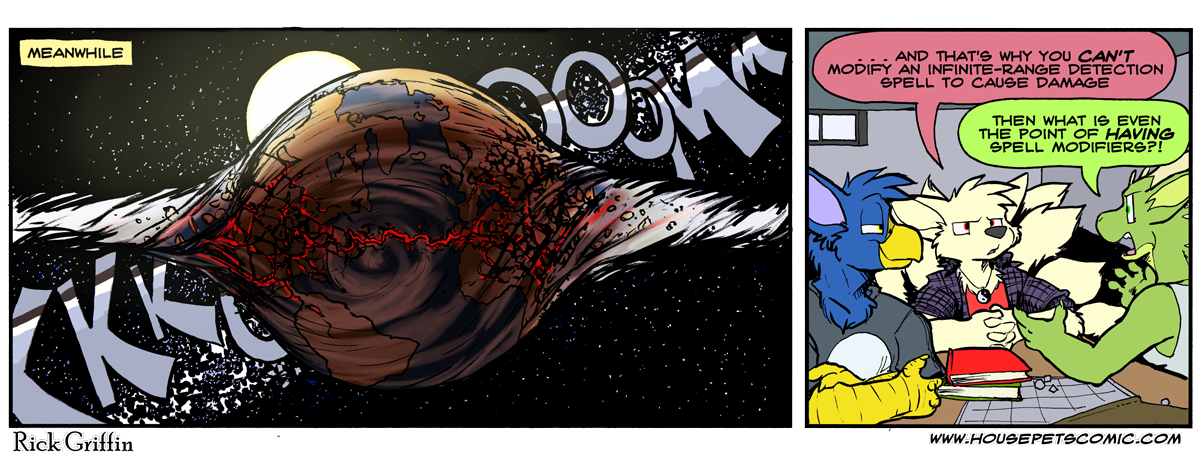 MEANWHILE
KKKOOOOMM
. . . AND THAT'S WHY YOU CAN'T
MODIFY AN INFINITE-RANGE DETECTION
SPELL TO CAUSE DAMAGE
THEN WHAT IS EVEN
THE POINT OF HAVING
SPELL MODIFIERS?!
Rick Griffin
WWW.HOUSEPETSCOMIC.COM